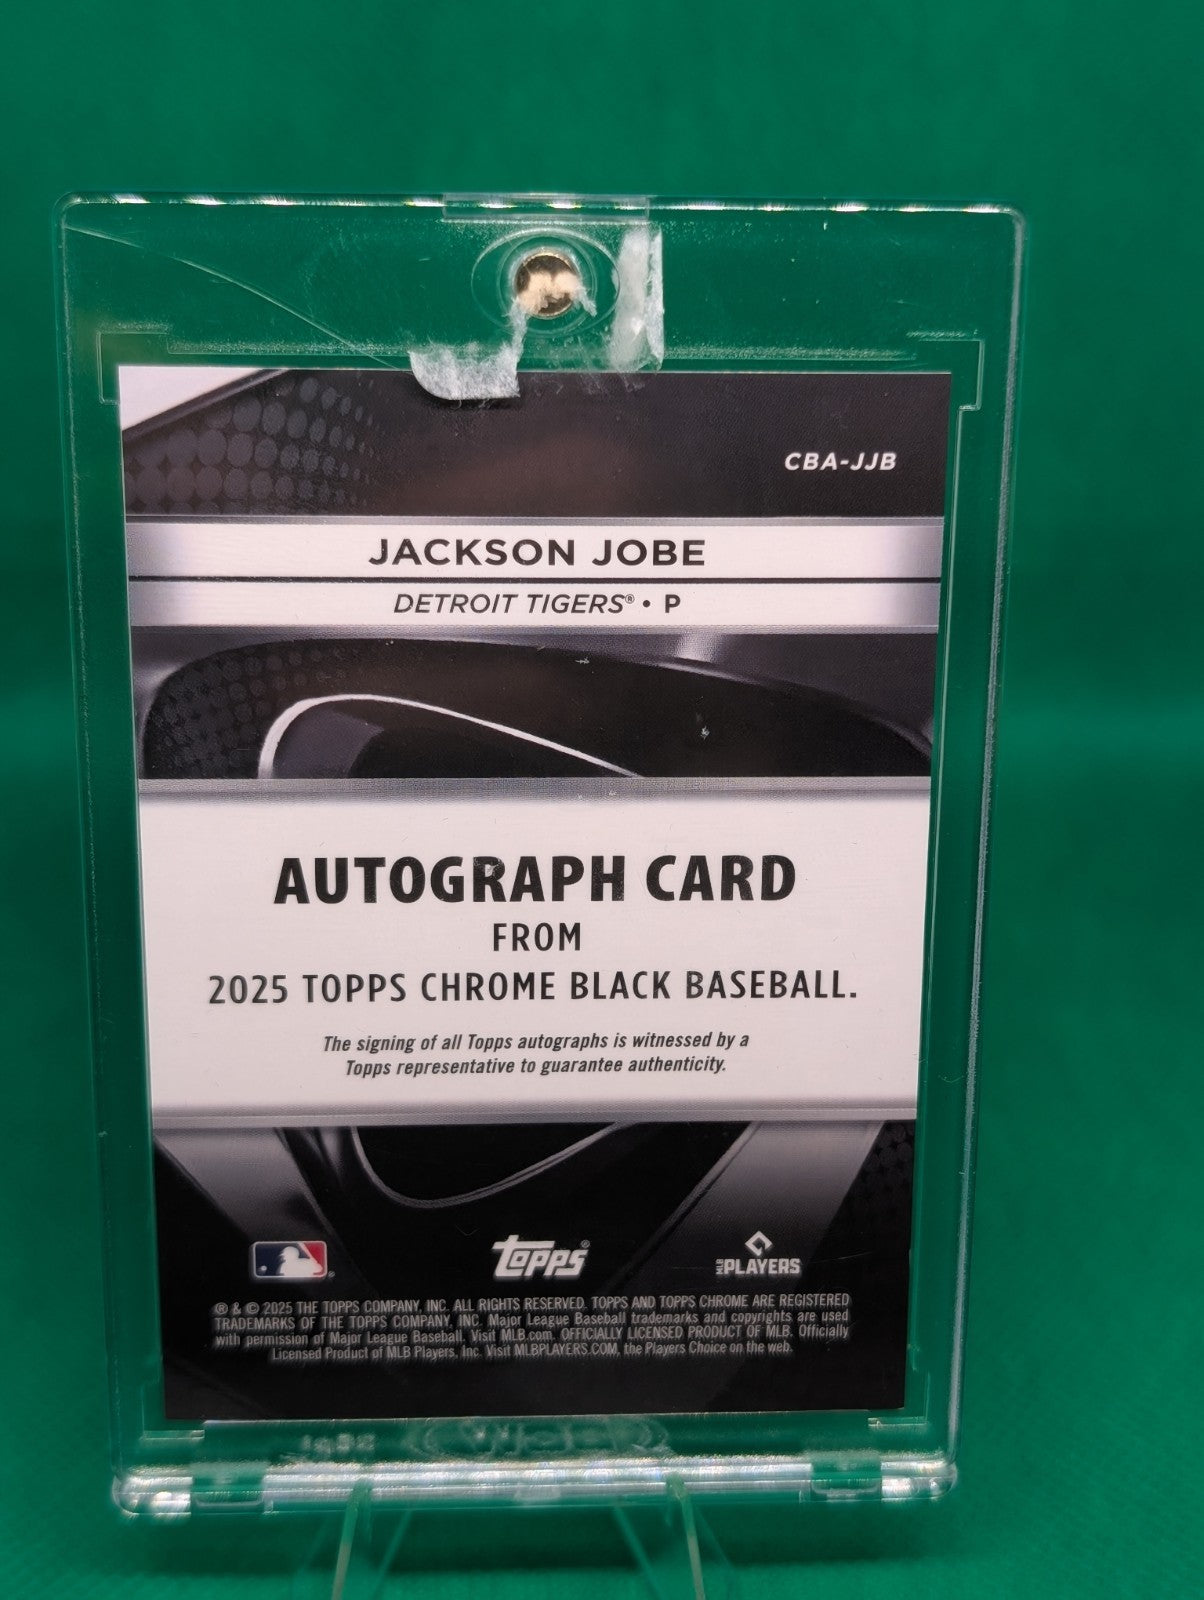 CBA-JJB
JACKSON JOBE
DETROIT TIGERS® • P
AUTOGRAPH CARD
FROM
2025 TOPPS CHROME BLACK BASEBALL.
The signing of all Topps autographs is witnessed by a
Topps representative to guarantee authenticity.
topps®
MLB PLAYERS
® & © 2025 THE TOPPS COMPANY, INC. ALL RIGHTS RESERVED. TOPPS AND TOPPS CHROME ARE REGISTERED
TRADEMARKS OF THE TOPPS COMPANY, INC. Major League Baseball trademarks and copyrights are used
with permission of Major League Baseball. Visit MLB.com. OFFICIALLY LICENSED PRODUCT OF MLB. Officially
Licensed Product of MLB Players, Inc. Visit MLBPLAYERS.COM, the Players Choice on the web.